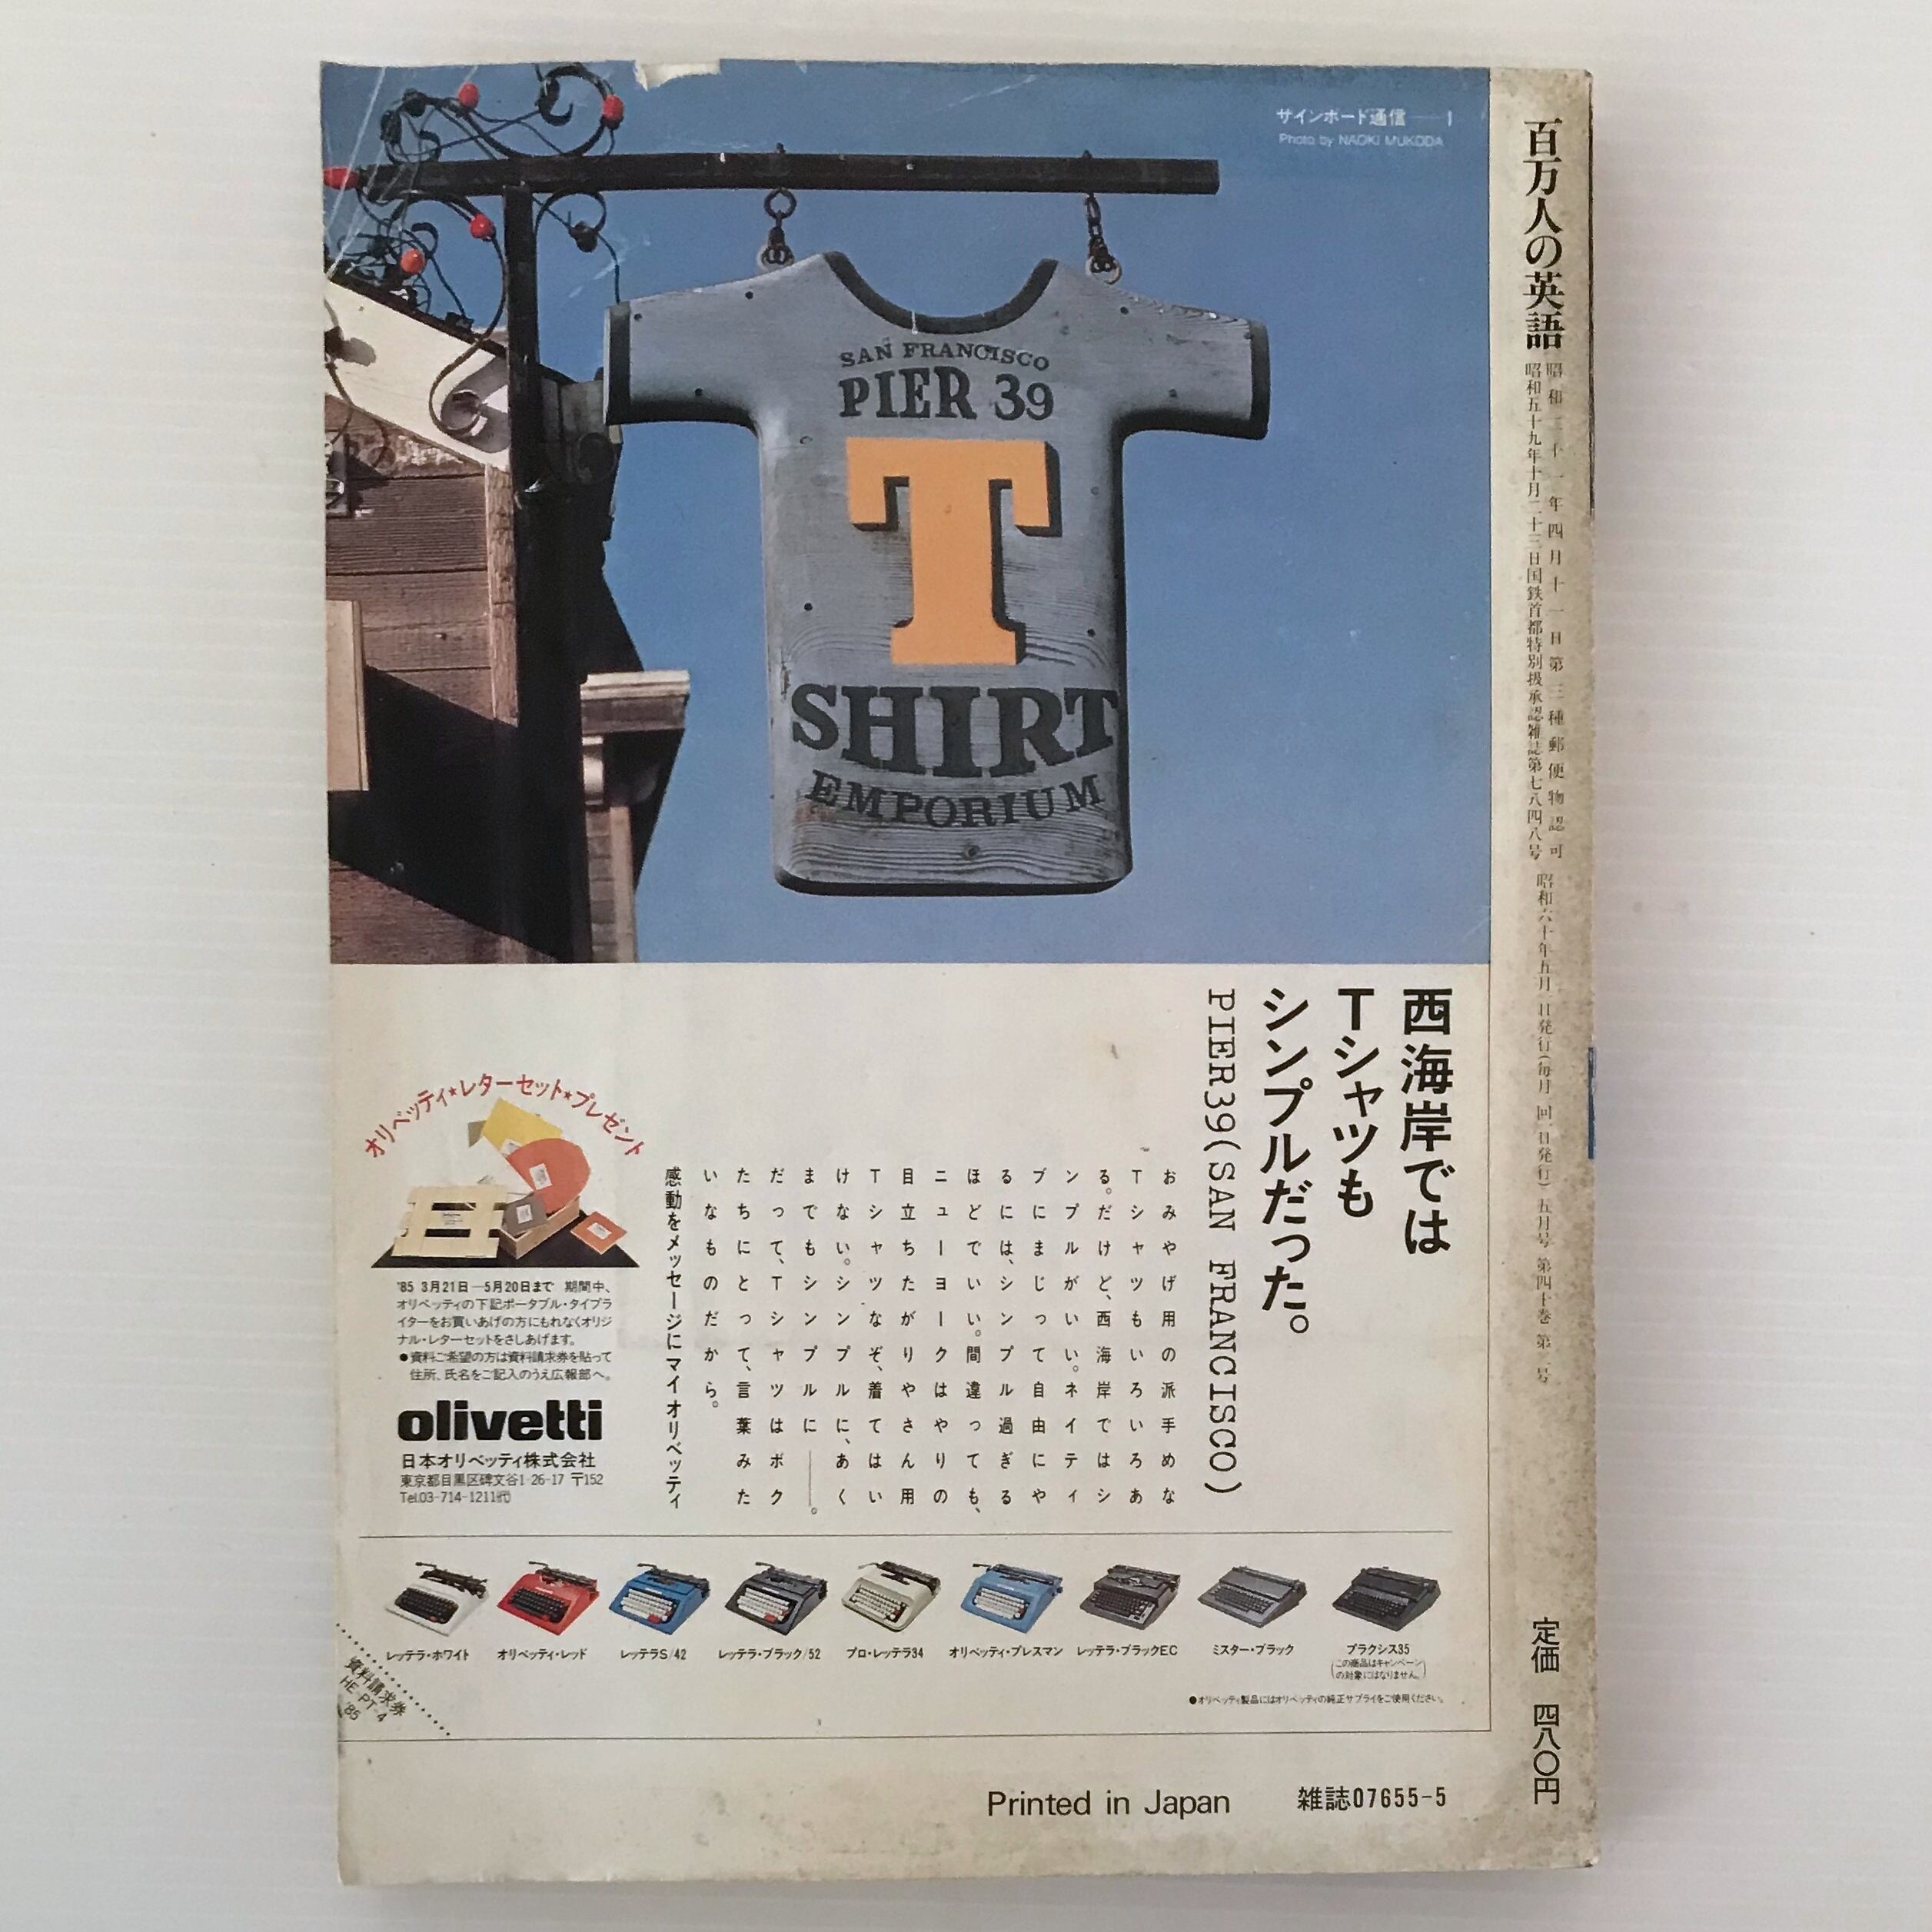 サインボード通信——1
Photo by NAOKI MUKODA
SAN FRANCISCO
PIER 39
T
SHIRT
EMPORIUM
西海岸では
Tシャツも
シンプルだった。
PIER39(SAN FRANCISCO)
おみやげ用の派手めな
Tシャツもいろいろあ
る。だけど、西海岸ではシ
ンプルがいい。ネイティ
ブにまじって自由にや
るには、シンプル過ぎる
ほどでいい。間違っても、
ニューヨークはやりの
目立ちたがりやさん用
Tシャツなぞ、着てはい
けない。シンプルに、あく
までもシンプルに——。
だって、Tシャツはボク
たちにとって、言葉みた
いなものだから。
感動をメッセージにマイオリベッティ
オリベッティ★レターセット★プレゼント
'85 3月21日—5月20日まで 期間中、
オリベッティの下記ポータブル・タイプラ
イターをお買いあげの方にもれなくオリジ
ナル・レターセットをさしあげます。
●資料ご希望の方は資料請求券を貼って
住所、氏名をご記入のうえ広報部へ。
olivetti
日本オリベッティ株式会社
東京都目黒区碑文谷1-26-17 〒152
Tel.03-714-1211㈹
レッテラ・ホワイト
オリベッティ・レッド
レッテラS/42
レッテラ・ブラック/52
プロ・レッテラ34
オリベッティ・プレスマン
レッテラ・ブラックEC
ミスター・ブラック
プラクシス35
(この商品はキャンペーン
の対象にはなりません。)
●オリベッティ製品にはオリベッティの純正サプライをご使用ください。
資料請求券
HE・PT-4
'85
Printed in Japan
雑誌07655-5
百万人の英語
昭和二十一年四月十一日第三種郵便物認可
昭和五十九年十月二十三日国鉄首都特別扱承認雑誌第七八四八号
昭和六十年五月一日発行(毎月一回一日発行) 五月号 第四十巻
定価 四八〇円